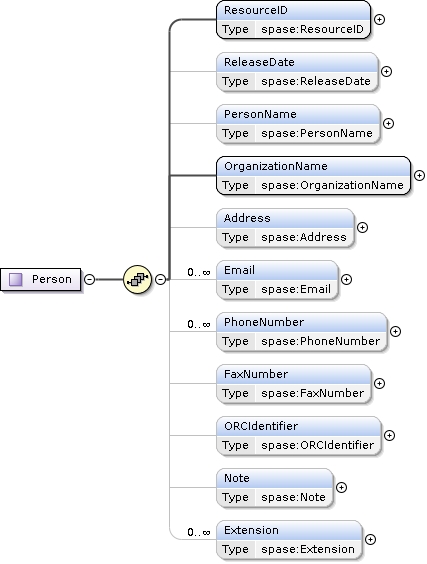 ResourceID
Type spase:ResourceID
ReleaseDate
Type spase:ReleaseDate
PersonName
Type spase:PersonName
OrganizationName
Type spase:OrganizationName
Address
Type spase:Address
0..∞ Email
Type spase:Email
Person
0..∞ PhoneNumber
Type spase:PhoneNumber
FaxNumber
Type spase:FaxNumber
ORCIdentifier
Type spase:ORCIdentifier
Note
Type spase:Note
0..∞ Extension
Type spase:Extension